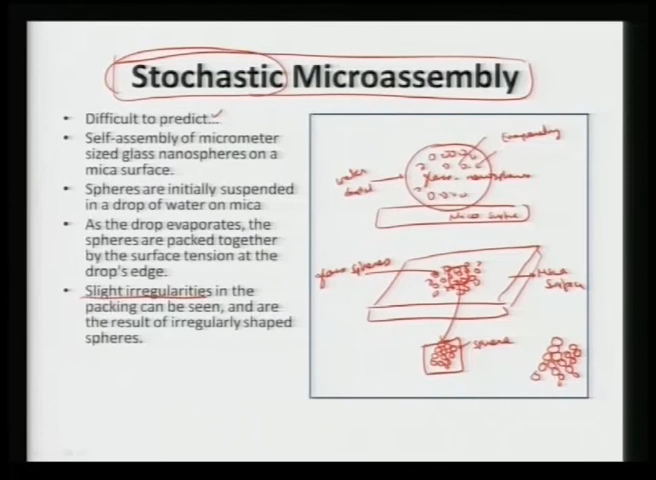 Stochastic Microassembly
• Difficult to predict...
• Self-assembly of micrometer
sized glass nanospheres on a
mica surface.
• Spheres are initially suspended
in a drop of water on mica
• As the drop evaporates, the
spheres are packed together
by the surface tension at the
drop's edge.
• Slight irregularities in the
packing can be seen, and are
the result of irregularly shaped
spheres.
Evaporating
water
glass-nanospheres
Mica surface
glass spheres
Mica
surface
sphere